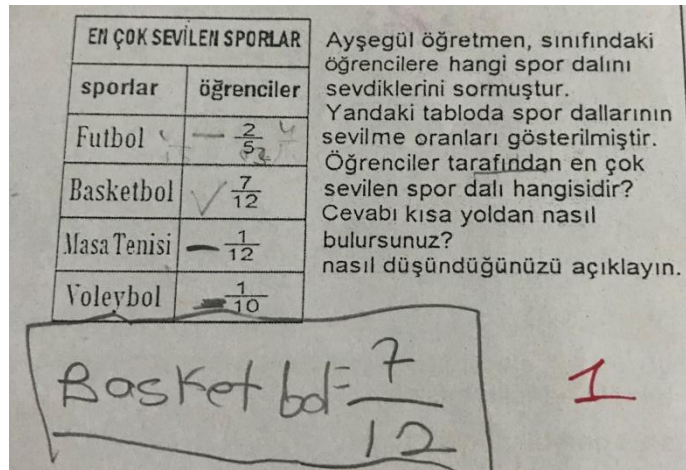 EN ÇOK SEVİLEN SPORLAR
sporlar öğrenciler
Futbol 2/5
Basketbol 7/12
Masa Tenisi 1/12
Voleybol 1/10
Ayşegül öğretmen, sınıfındaki
öğrencilere hangi spor dalını
sevdiklerini sormuştur.
Yandaki tabloda spor dallarının
sevilme oranları gösterilmiştir.
Öğrenciler tarafından en çok
sevilen spor dalı hangisidir?
Cevabı kısa yoldan nasıl
bulursunuz?
nasıl düşündüğünüzü açıklayın.
Basketbol = 7/12
1